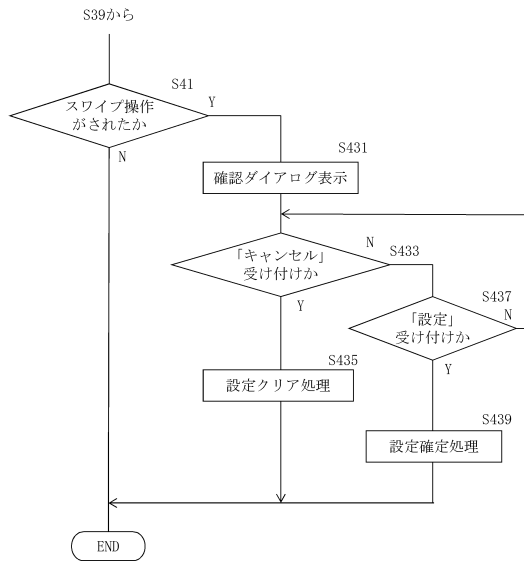 S39から
S41
スワイプ操作
がされたか
Y
N
S431
確認ダイアログ表示
「キャンセル」
受け付けか
N
S433
Y
S437
「設定」
受け付けか
N
Y
S435
設定クリア処理
S439
設定確定処理
END